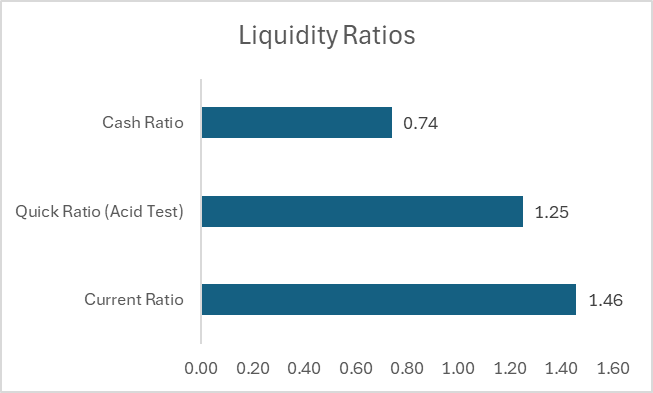 Liquidity Ratios
Cash Ratio
0.74
Quick Ratio (Acid Test)
1.25
Current Ratio
1.46
0.00 0.20 0.40 0.60 0.80 1.00 1.20 1.40 1.60